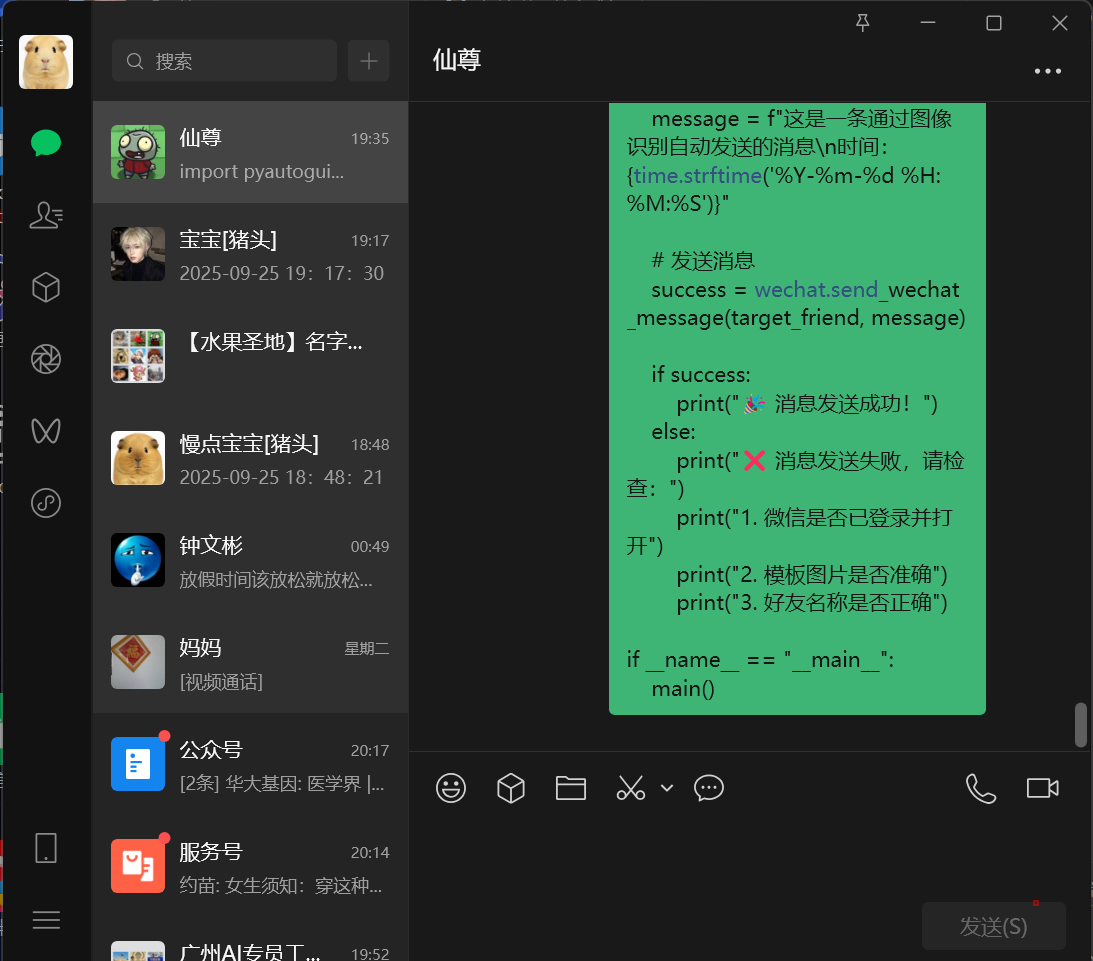 搜索
仙尊
19:35
import pyautogui...
宝宝[猪头]
19:17
2025-09-25 19：17：30
【水果圣地】名字...
慢点宝宝[猪头]
18:48
2025-09-25 18：48：21
钟文彬
00:49
放假时间该放松就放松...
妈妈
星期二
[视频通话]
公众号
20:17
[2条] 华大基因: 医学界 |...
服务号
20:14
约苗: 女生须知：穿这种...
广州AI专员工...
19:52
仙尊
message = f"这是一条通过图像
识别自动发送的消息\n时间：
{time.strftime('%Y-%m-%d %H:
%M:%S')}"
# 发送消息
success = wechat.send_wechat
_message(target_friend, message)
if success:
print("🎉 消息发送成功！")
else:
print("❌ 消息发送失败，请检
查：")
print("1. 微信是否已登录并打
开")
print("2. 模板图片是否准确")
print("3. 好友名称是否正确")
if __name__ == "__main__":
main()
发送(S)